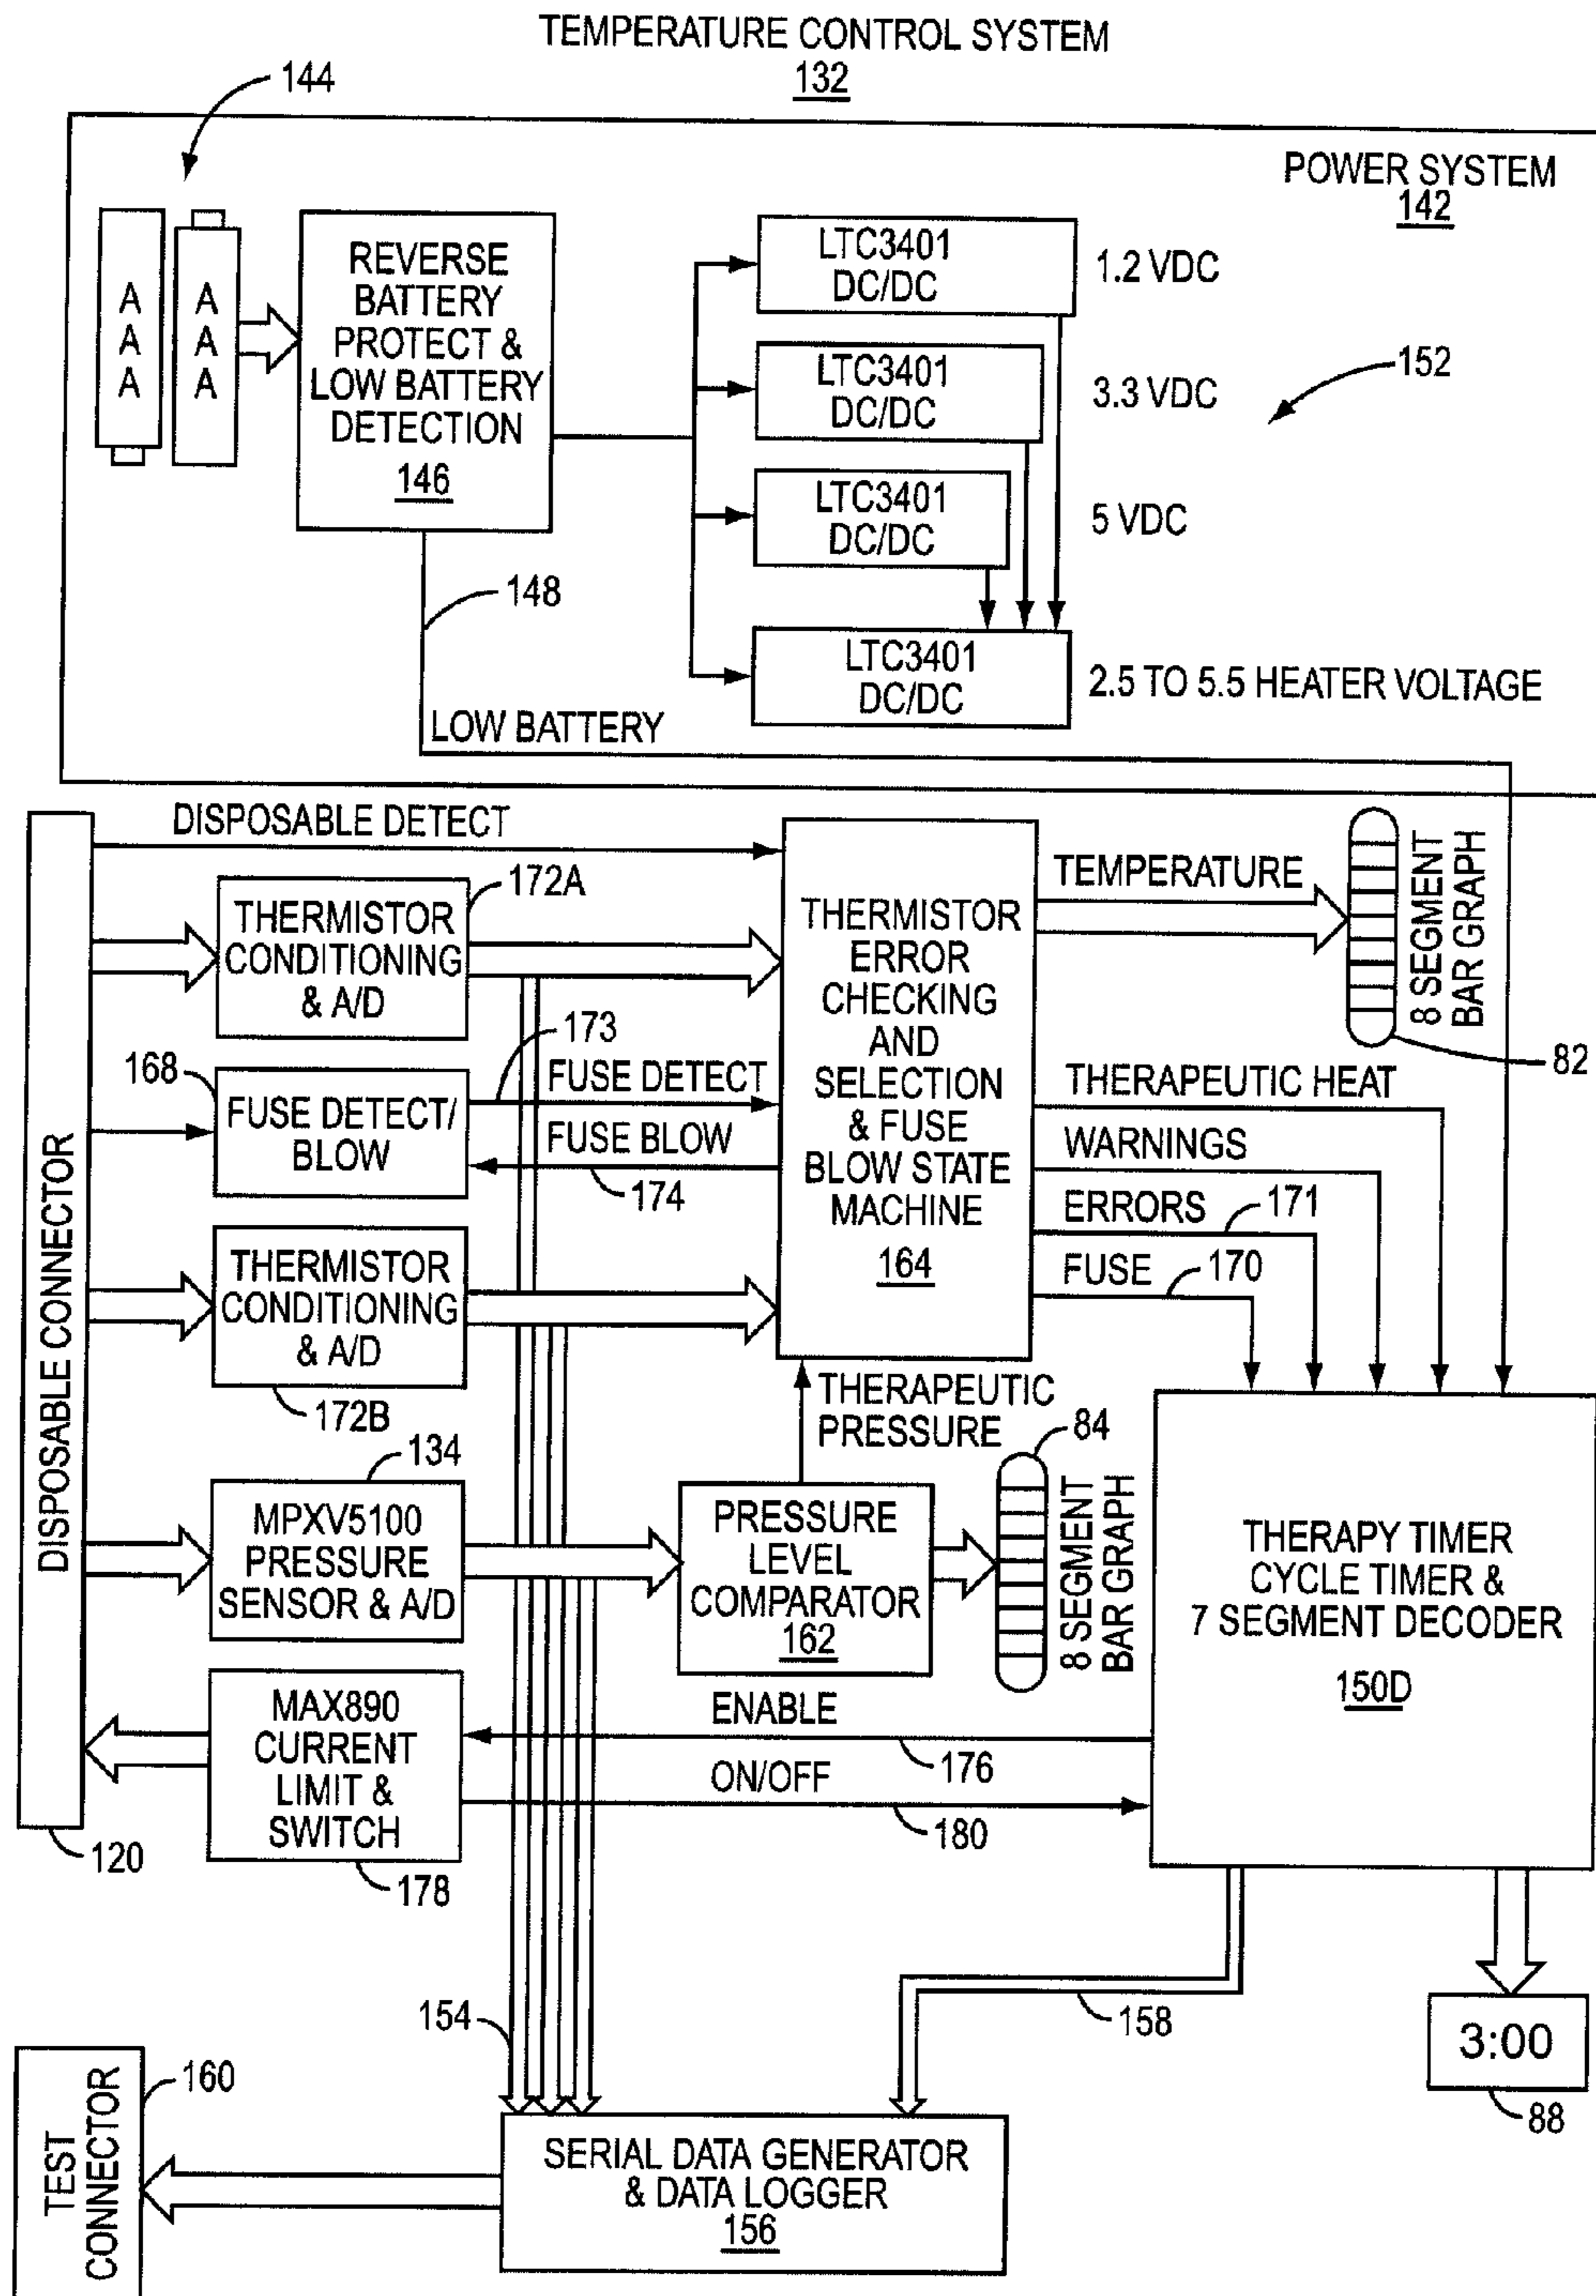 TEMPERATURE CONTROL SYSTEM
132
144
POWER SYSTEM
142
A
A
A
A
A
A
REVERSE
BATTERY
PROTECT &
LOW BATTERY
DETECTION
146
LTC3401
DC/DC
1.2 VDC
LTC3401
DC/DC
3.3 VDC
152
LTC3401
DC/DC
5 VDC
148
LTC3401
DC/DC
2.5 TO 5.5 HEATER VOLTAGE
LOW BATTERY
DISPOSABLE CONNECTOR
120
DISPOSABLE DETECT
172A
THERMISTOR
CONDITIONING
& A/D
173
168
FUSE DETECT/
BLOW
FUSE DETECT
FUSE BLOW
174
THERMISTOR
CONDITIONING
& A/D
172B
THERMISTOR
ERROR
CHECKING
AND
SELECTION
& FUSE
BLOW STATE
MACHINE
164
TEMPERATURE
8 SEGMENT
BAR GRAPH
82
THERAPEUTIC HEAT
WARNINGS
ERRORS
171
FUSE
170
THERAPEUTIC
PRESSURE
134
MPXV5100
PRESSURE
SENSOR & A/D
PRESSURE
LEVEL
COMPARATOR
162
84
8 SEGMENT
BAR GRAPH
THERAPY TIMER
CYCLE TIMER &
7 SEGMENT DECODER
150D
MAX890
CURRENT
LIMIT &
SWITCH
178
ENABLE
176
ON/OFF
180
154
158
3:00
88
160
TEST
CONNECTOR
SERIAL DATA GENERATOR
& DATA LOGGER
156